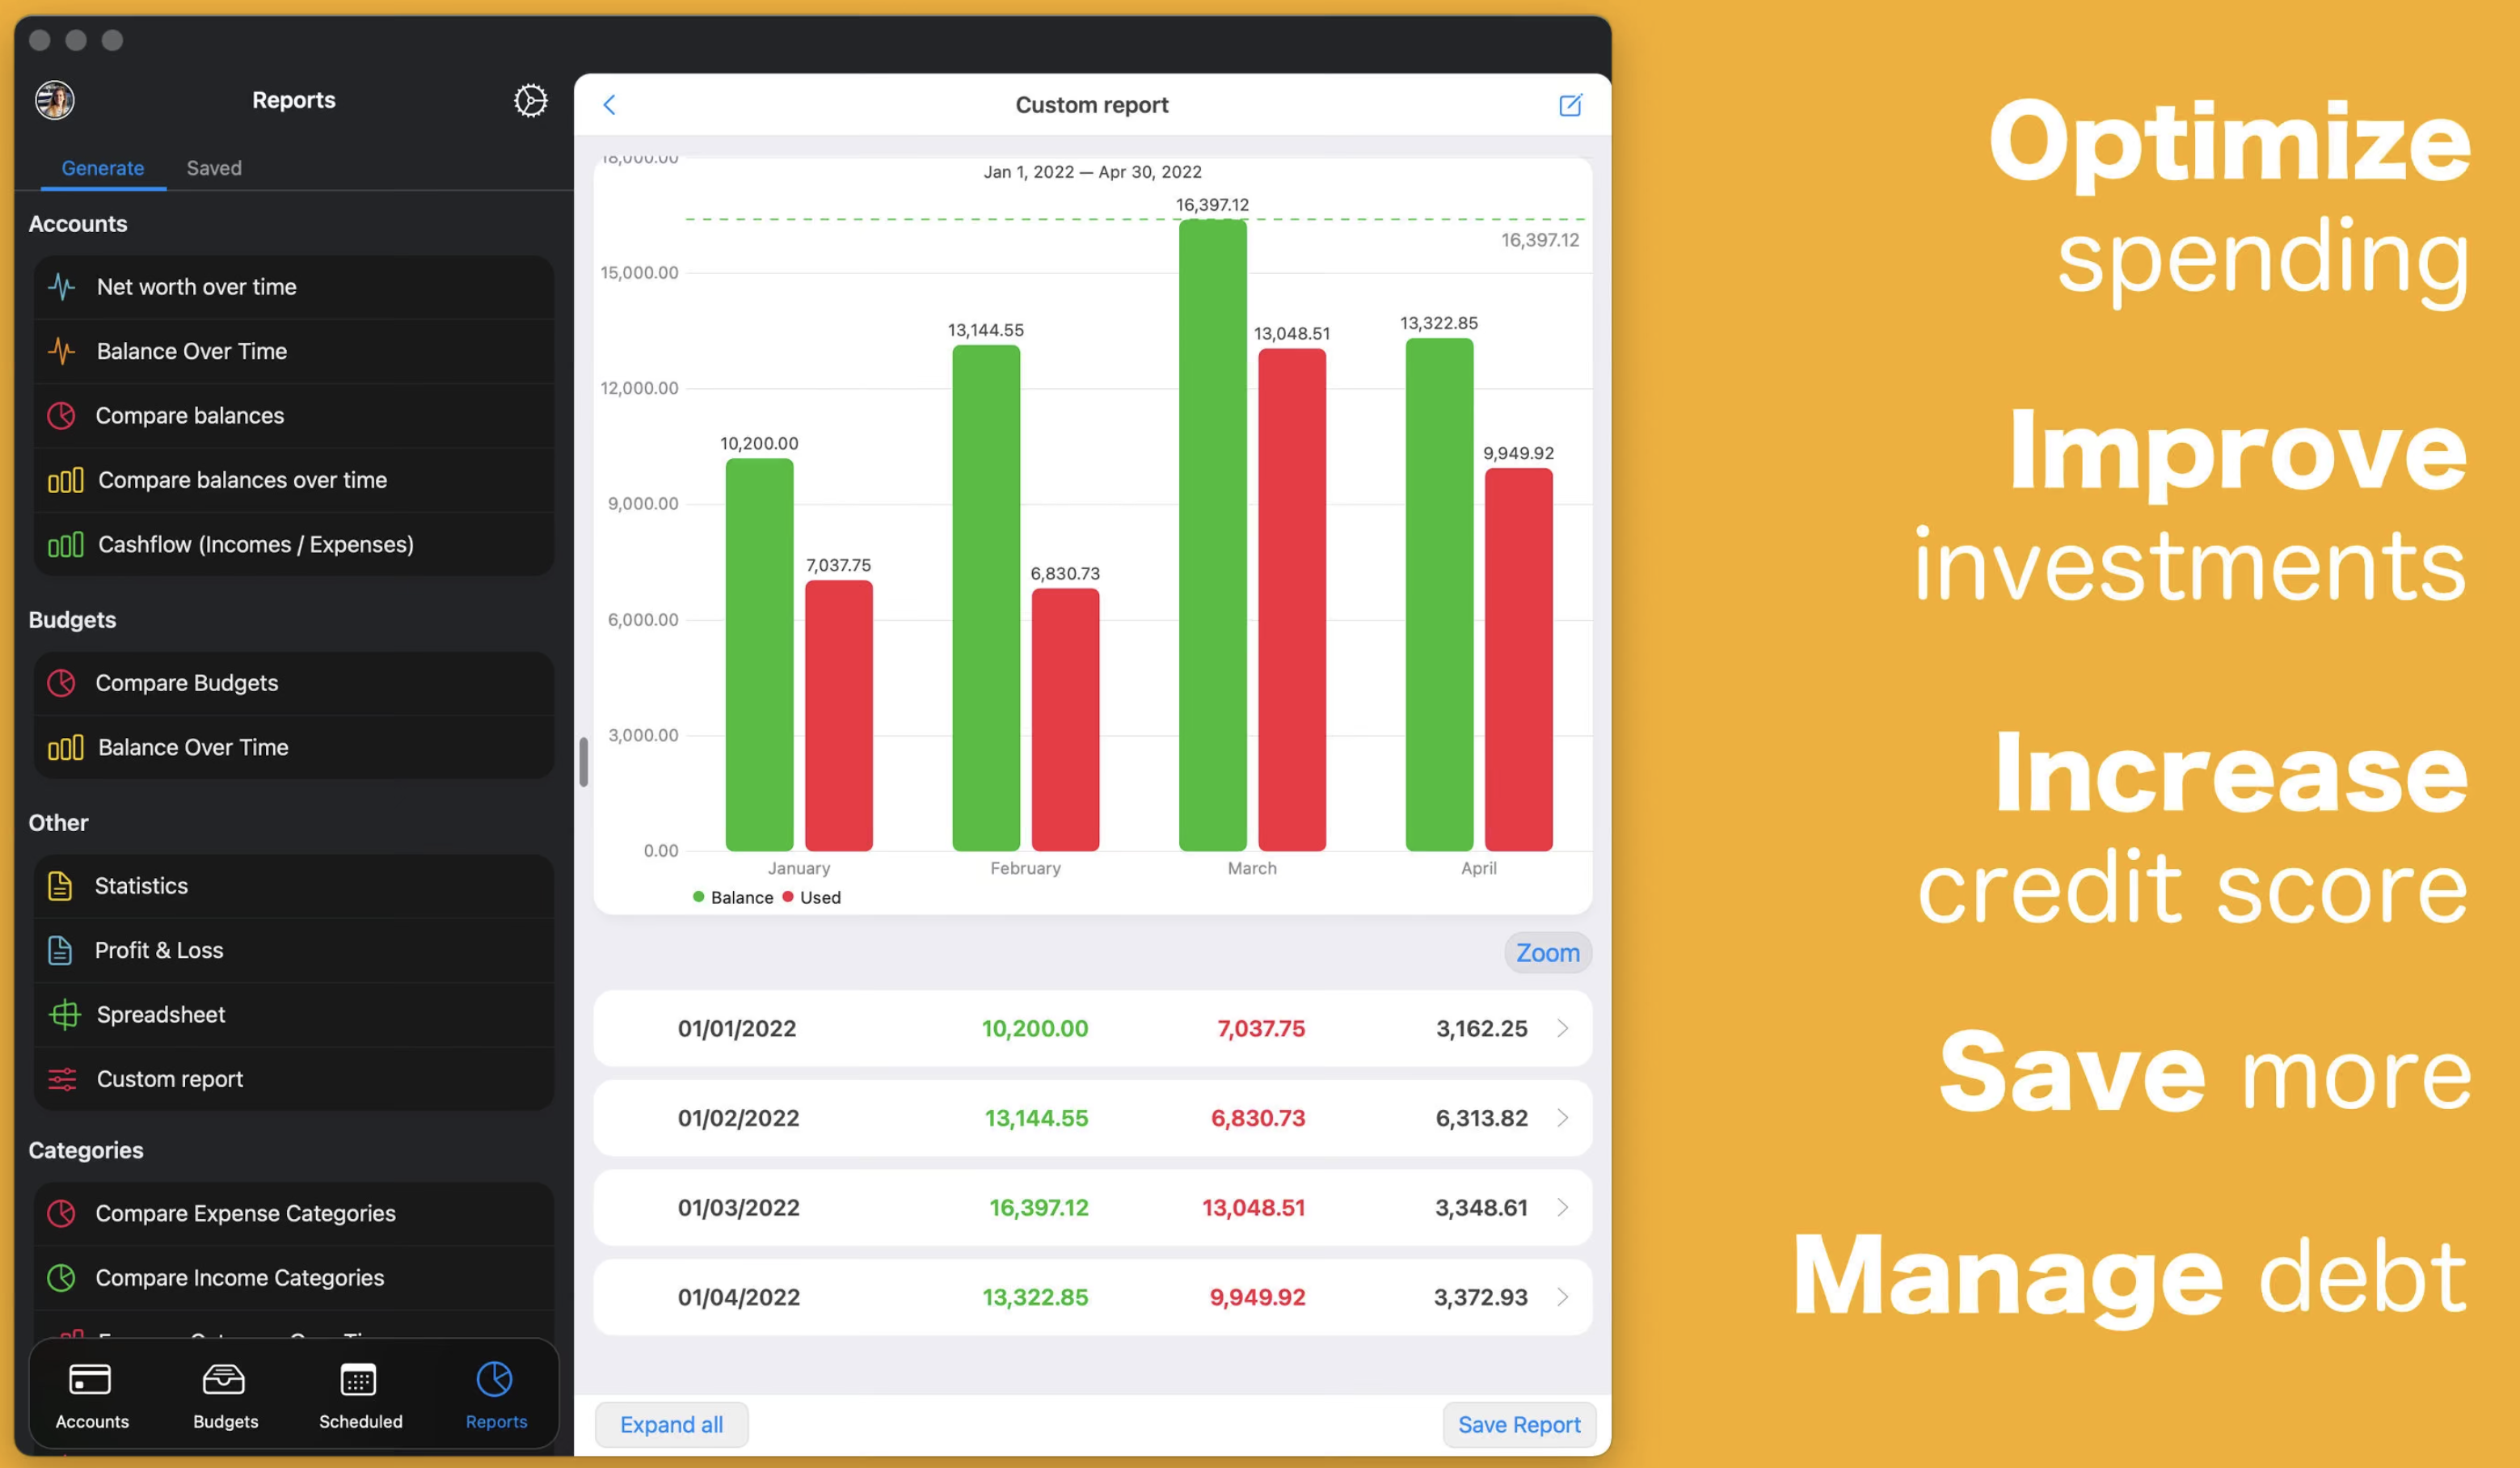 Reports
Generate
Saved
Accounts
Net worth over time
Balance Over Time
Compare balances
Compare balances over time
Cashflow (Incomes / Expenses)
Budgets
Compare Budgets
Balance Over Time
Other
Statistics
Profit & Loss
Spreadsheet
Custom report
Categories
Compare Expense Categories
Compare Income Categories
Accounts
Budgets
Scheduled
Reports
Custom report
18,000.00
Jan 1, 2022 — Apr 30, 2022
16,397.12
16,397.12
15,000.00
13,144.55
13,048.51
13,322.85
12,000.00
10,200.00
9,949.92
9,000.00
7,037.75
6,830.73
6,000.00
3,000.00
0.00
January
February
March
April
Balance
Used
Zoom
01/01/2022 10,200.00 7,037.75 3,162.25
01/02/2022 13,144.55 6,830.73 6,313.82
01/03/2022 16,397.12 13,048.51 3,348.61
01/04/2022 13,322.85 9,949.92 3,372.93
Expand all
Save Report
Optimize
spending
Improve
investments
Increase
credit score
Save more
Manage debt